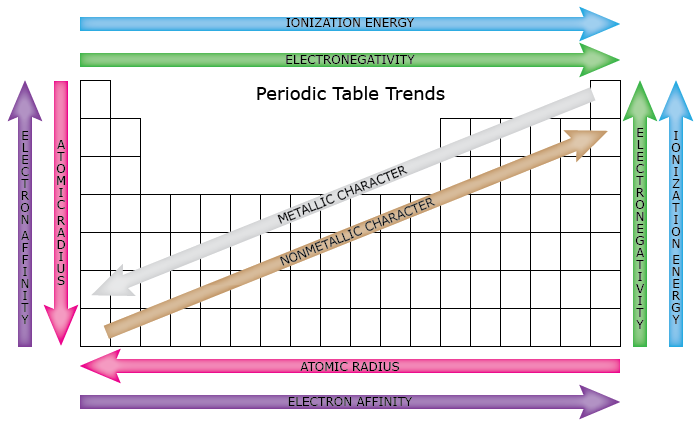 IONIZATION ENERGY
ELECTRONEGATIVITY
Periodic Table Trends
ELECTRON AFFINITY
ATOMIC RADIUS
METALLIC CHARACTER
NONMETALLIC CHARACTER
ELECTRONEGATIVITY
IONIZATION ENERGY
ATOMIC RADIUS
ELECTRON AFFINITY